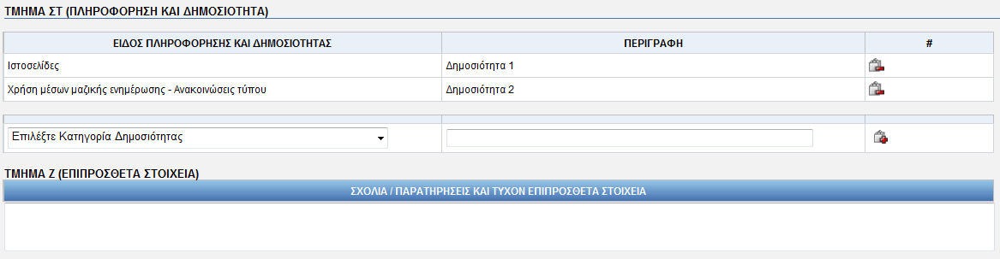 ΤΜΗΜΑ ΣΤ (ΠΛΗΡΟΦΟΡΗΣΗ ΚΑΙ ΔΗΜΟΣΙΟΤΗΤΑ)
ΕΙΔΟΣ ΠΛΗΡΟΦΟΡΗΣΗΣ ΚΑΙ ΔΗΜΟΣΙΟΤΗΤΑΣ ΠΕΡΙΓΡΑΦΗ #
Ιστοσελίδες Δημοσιότητα 1
Χρήση μέσων μαζικής ενημέρωσης - Ανακοινώσεις τύπου Δημοσιότητα 2
Επιλέξτε Κατηγορία Δημοσιότητας
ΤΜΗΜΑ Ζ (ΕΠΙΠΡΟΣΘΕΤΑ ΣΤΟΙΧΕΙΑ)
ΣΧΟΛΙΑ / ΠΑΡΑΤΗΡΗΣΕΙΣ ΚΑΙ ΤΥΧΟΝ ΕΠΙΠΡΟΣΘΕΤΑ ΣΤΟΙΧΕΙΑ